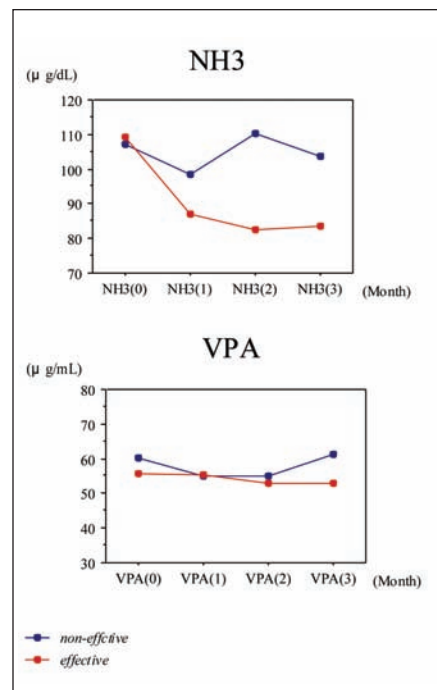 NH3
(μ g/dL)
120
110
100
90
80
70
NH3(0) NH3(1) NH3(2) NH3(3) (Month)
VPA
(μ g/mL)
80
70
60
50
40
30
VPA(0) VPA(1) VPA(2) VPA(3) (Month)
non-effctive
effective